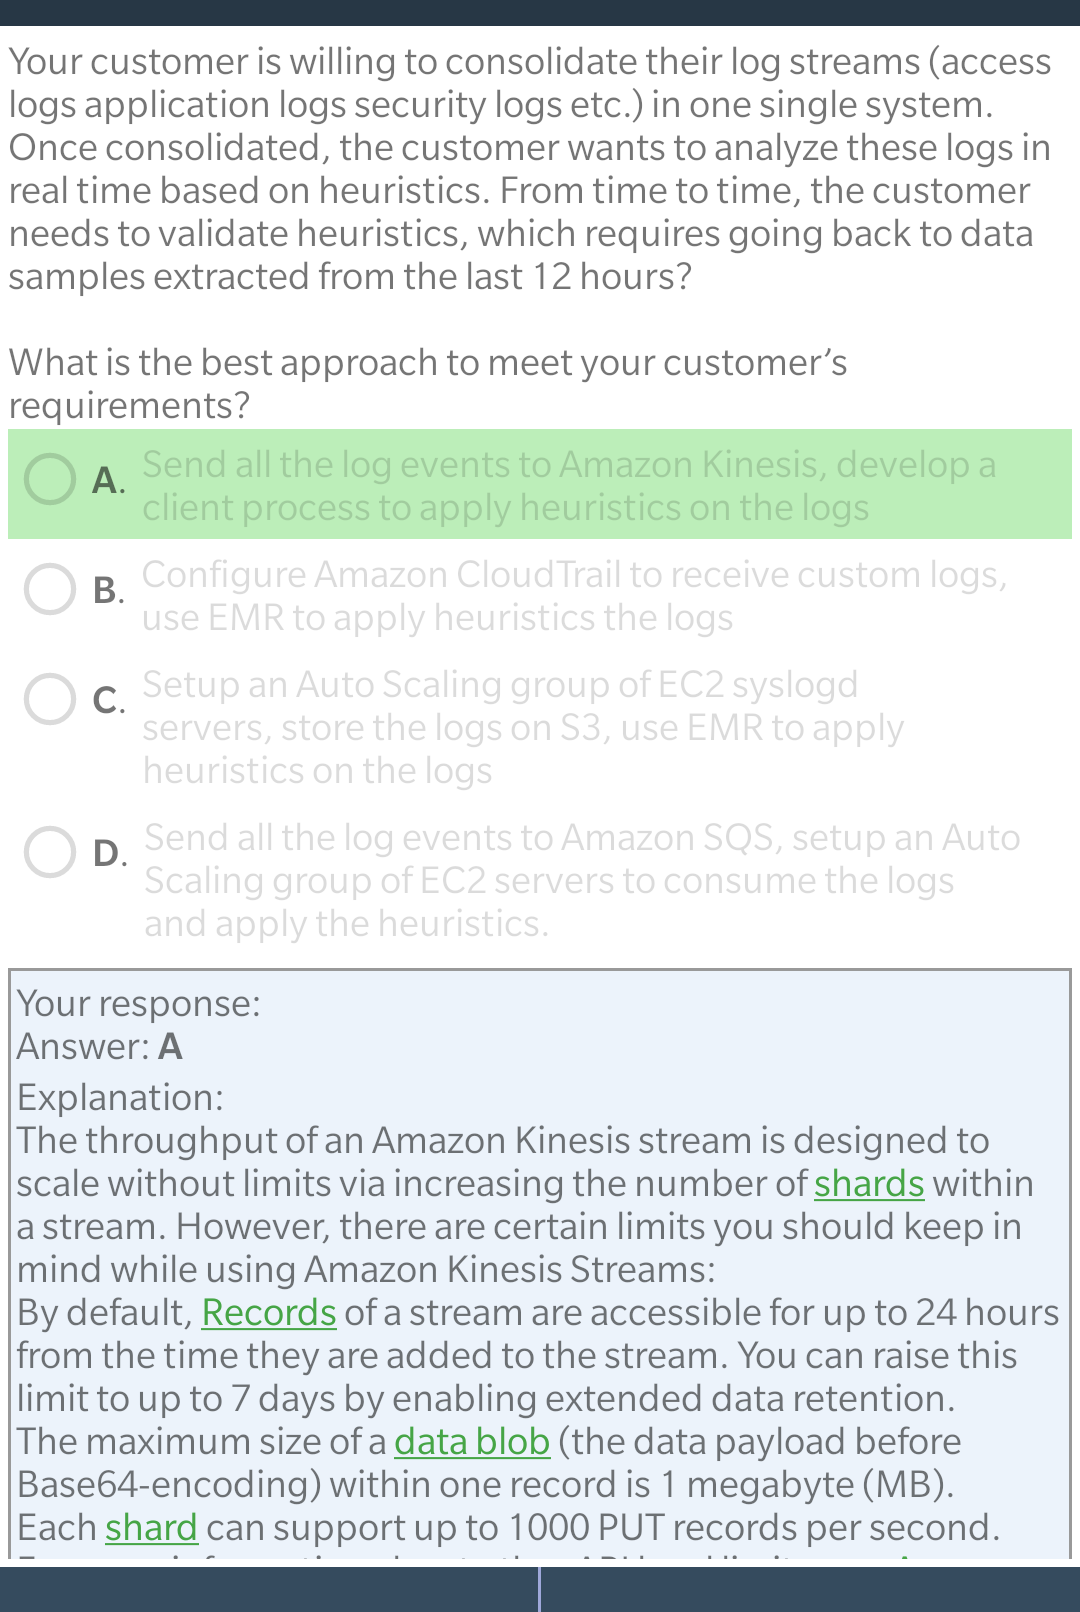 Your customer is willing to consolidate their log streams (access
logs application logs security logs etc.) in one single system.
Once consolidated, the customer wants to analyze these logs in
real time based on heuristics. From time to time, the customer
needs to validate heuristics, which requires going back to data
samples extracted from the last 12 hours?
What is the best approach to meet your customer’s
requirements?
A. Send all the log events to Amazon Kinesis, develop a
client process to apply heuristics on the logs
B. Configure Amazon CloudTrail to receive custom logs,
use EMR to apply heuristics the logs
C. Setup an Auto Scaling group of EC2 syslogd
servers, store the logs on S3, use EMR to apply
heuristics on the logs
D. Send all the log events to Amazon SQS, setup an Auto
Scaling group of EC2 servers to consume the logs
and apply the heuristics.
Your response:
Answer: A
Explanation:
The throughput of an Amazon Kinesis stream is designed to
scale without limits via increasing the number of shards within
a stream. However, there are certain limits you should keep in
mind while using Amazon Kinesis Streams:
By default, Records of a stream are accessible for up to 24 hours
from the time they are added to the stream. You can raise this
limit to up to 7 days by enabling extended data retention.
The maximum size of a data blob (the data payload before
Base64-encoding) within one record is 1 megabyte (MB).
Each shard can support up to 1000 PUT records per second.